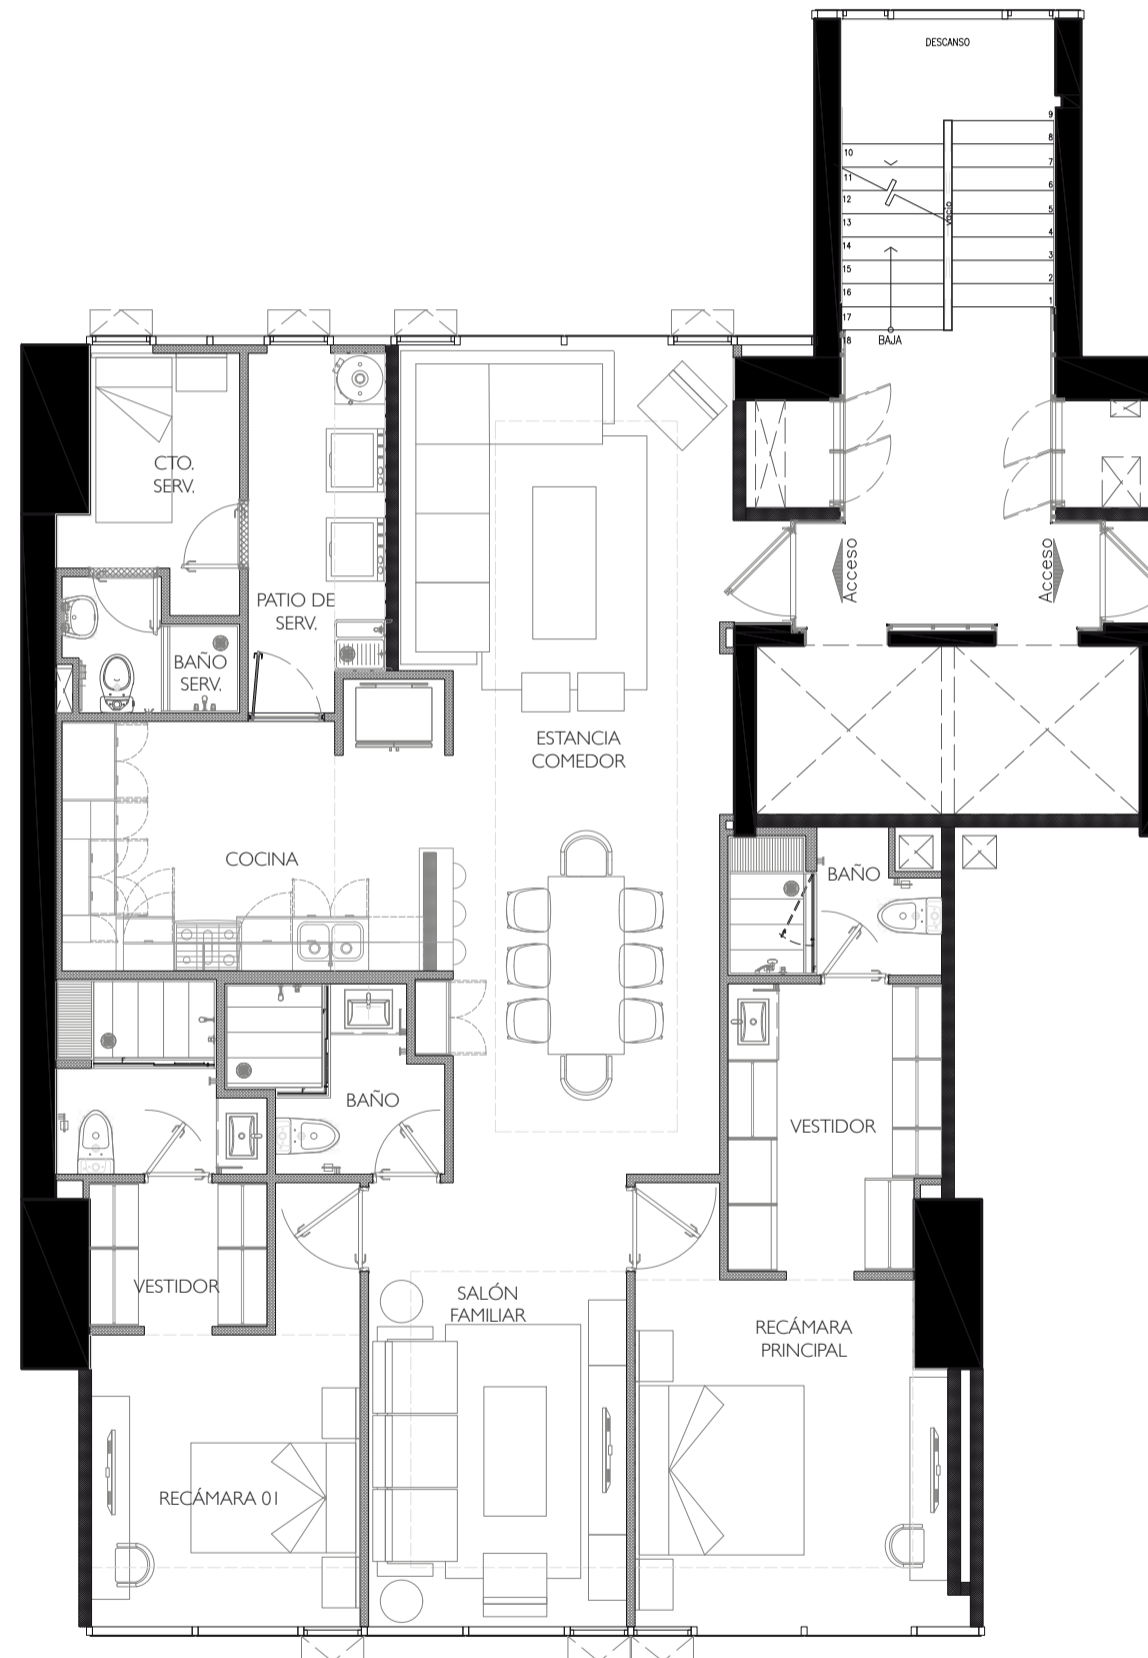 DESCANSO
9
8
10
7
11
6
12
vacio
5
13
4
14
3
15
2
16
1
17
18
BAJA
CTO.
SERV.
Acceso
Acceso
PATIO DE
SERV.
BAÑO
SERV.
ESTANCIA
COMEDOR
COCINA
BAÑO
BAÑO
VESTIDOR
VESTIDOR
SALÓN
FAMILIAR
RECÁMARA
PRINCIPAL
RECÁMARA 01